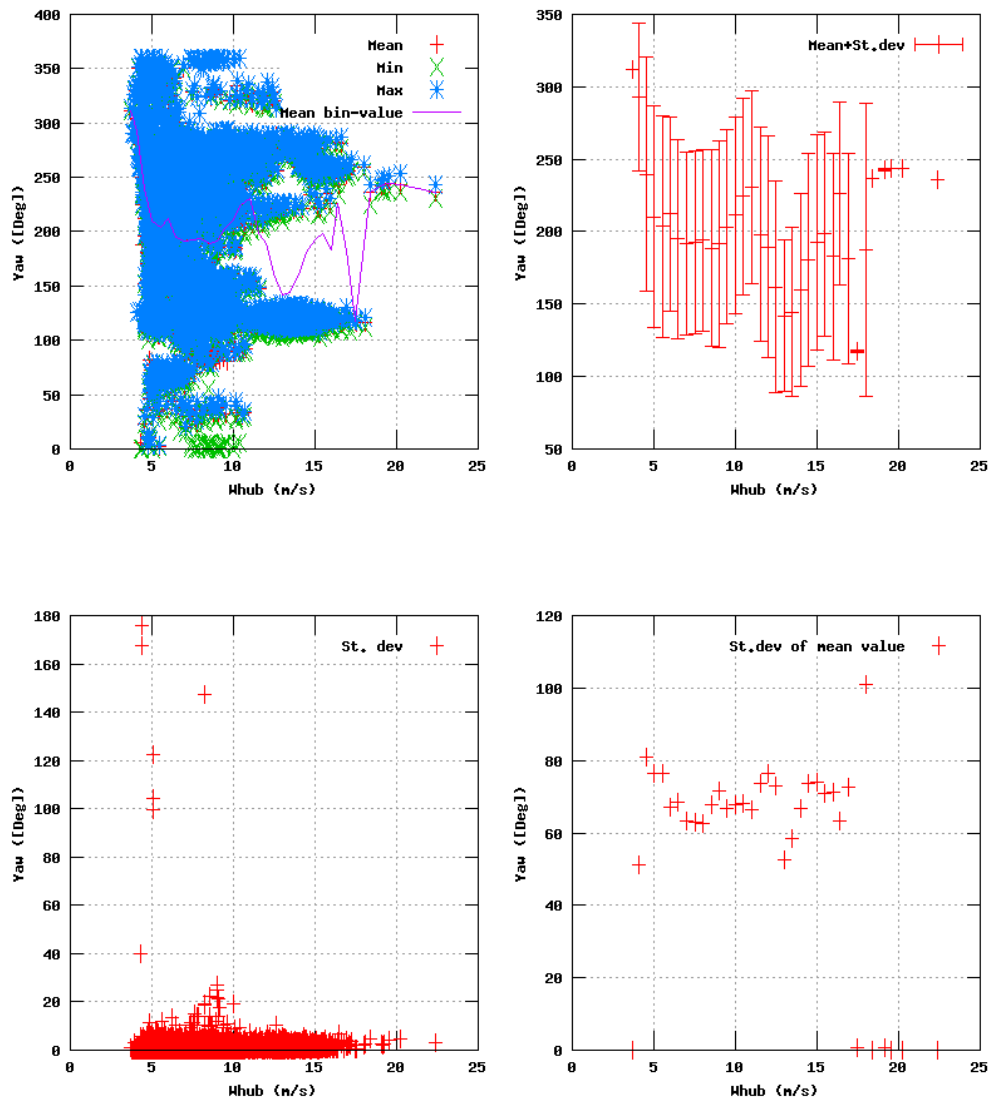 400
350
300
250
200
150
100
50
0
Yaw ([Deg])
Mean
Min
Max
Mean bin-value
0 5 10 15 20 25
Whub (m/s)
350
300
250
200
150
100
50
Yaw ([Deg])
Mean+St.dev
0 5 10 15 20 25
Whub (m/s)
180
160
140
120
100
80
60
40
20
0
Yaw ([Deg])
St. dev
0 5 10 15 20 25
Whub (m/s)
120
100
80
60
40
20
0
Yaw ([Deg])
St.dev of mean value
0 5 10 15 20 25
Whub (m/s)